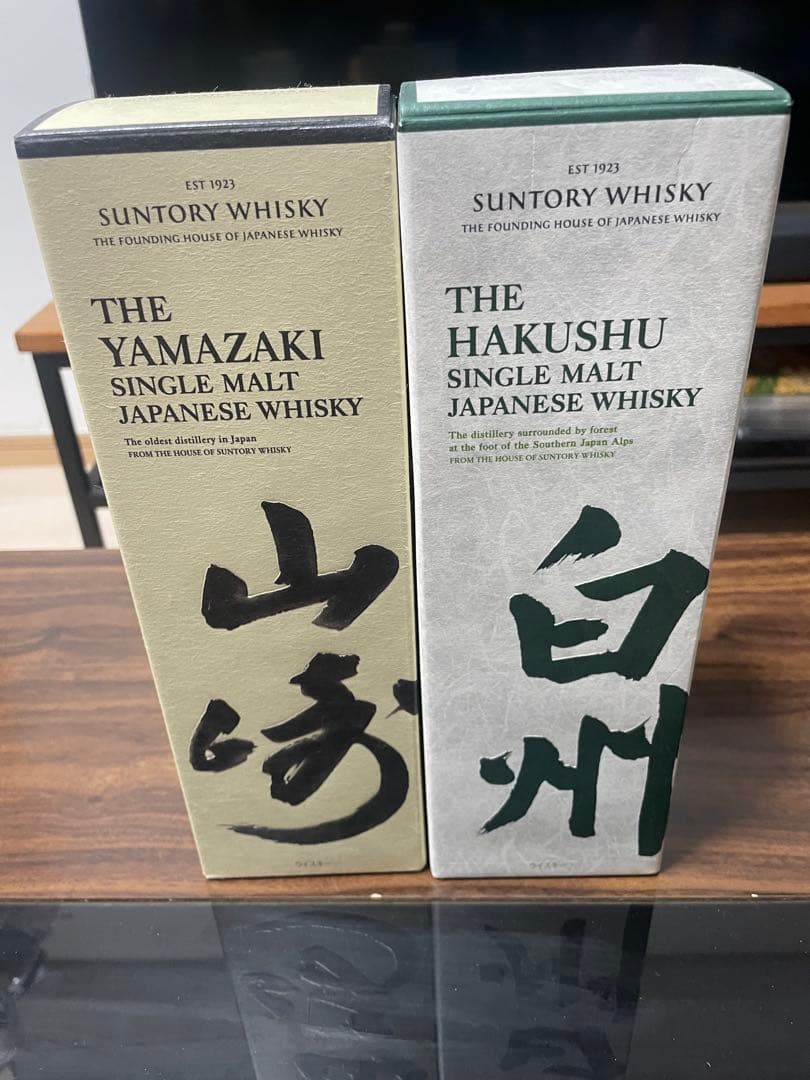 EST 1923
SUNTORY WHISKY
THE FOUNDING HOUSE OF JAPANESE WHISKY
THE
YAMAZAKI
SINGLE MALT
JAPANESE WHISKY
The oldest distillery in Japan
FROM THE HOUSE OF SUNTORY WHISKY
山
崎
ウイスキー
EST 1923
SUNTORY WHISKY
THE FOUNDING HOUSE OF JAPANESE WHISKY
THE
HAKUSHU
SINGLE MALT
JAPANESE WHISKY
The distillery surrounded by forest
at the foot of the Southern Japan Alps
FROM THE HOUSE OF SUNTORY WHISKY
白
州
ウイスキー